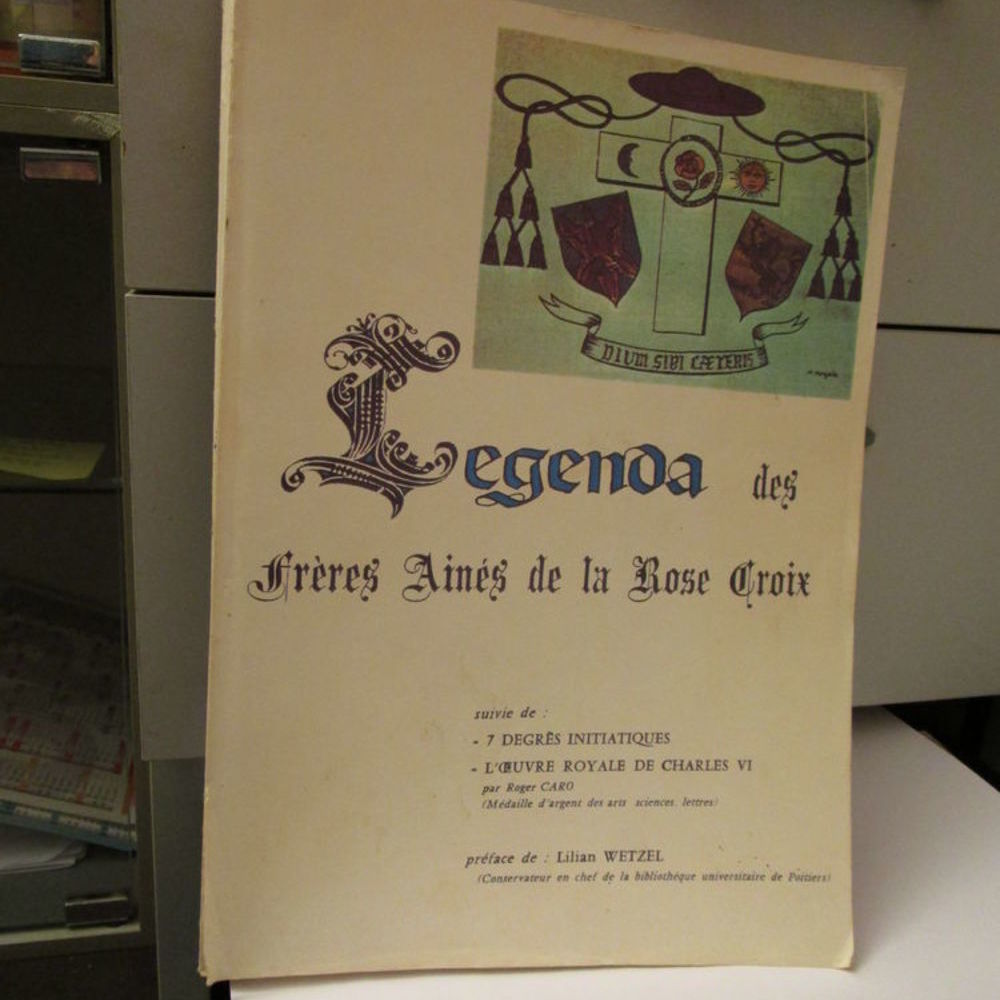 DIUM SIBI CÆTERIS
Legenda des
Frères Ainés de la Rose Croix
suivie de :
- 7 DEGRÈS INITIATIQUES
- L'ŒUVRE ROYALE DE CHARLES VI
par Roger CARO
(Médaille d'argent des arts sciences. lettres)
préface de : Lilian WETZEL
(Conservateur en chef de la bibliothèque universitaire de Poitiers)